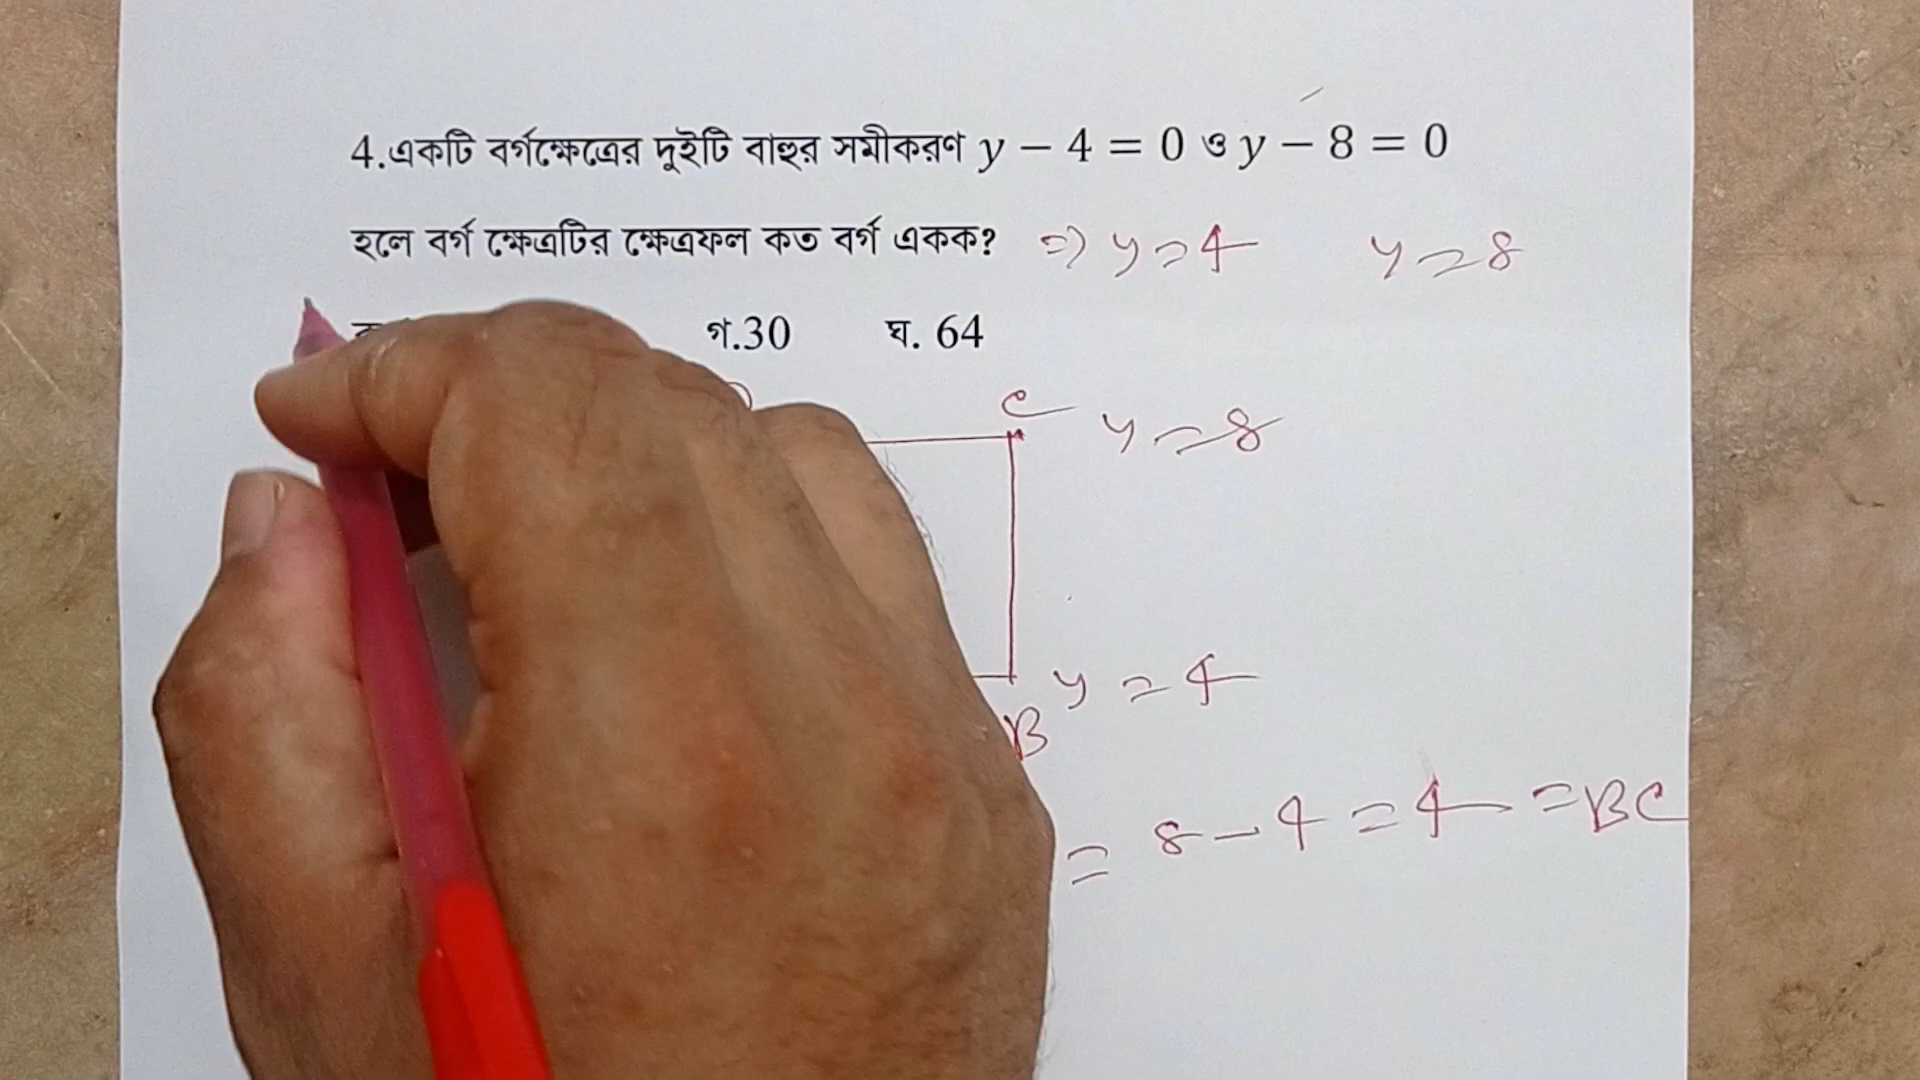 4.একটি বর্গক্ষেত্রের দুইটি বাহুর সমীকরণ y − 4 = 0 ও y − 8 = 0
হলে বর্গ ক্ষেত্রটির ক্ষেত্রফল কত বর্গ একক? ⇒ y = 4 y = 8
গ.30 ঘ. 64
C y = 8
y = 4
B
= 8 − 4 = 4 = BC